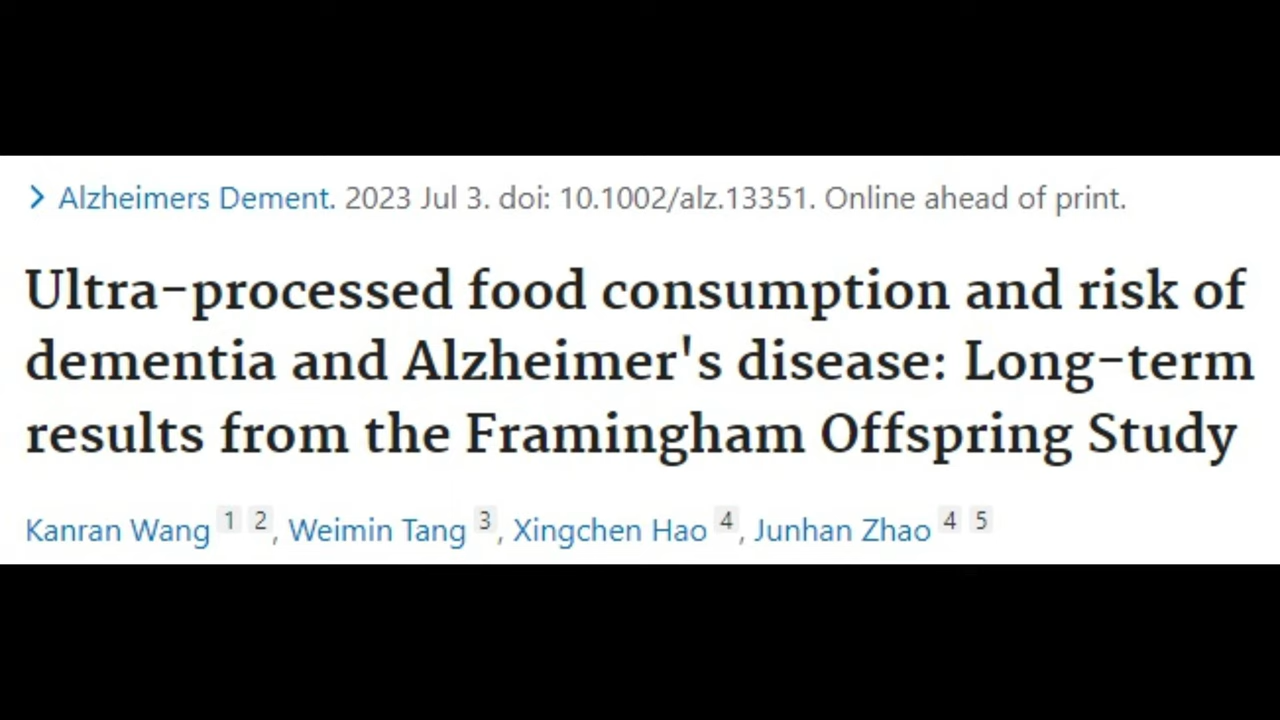 Alzheimers Dement. 2023 Jul 3. doi: 10.1002/alz.13351. Online ahead of print.
Ultra-processed food consumption and risk of
dementia and Alzheimer's disease: Long-term
results from the Framingham Offspring Study
Kanran Wang 1 2, Weimin Tang 3, Xingchen Hao 4, Junhan Zhao 4 5